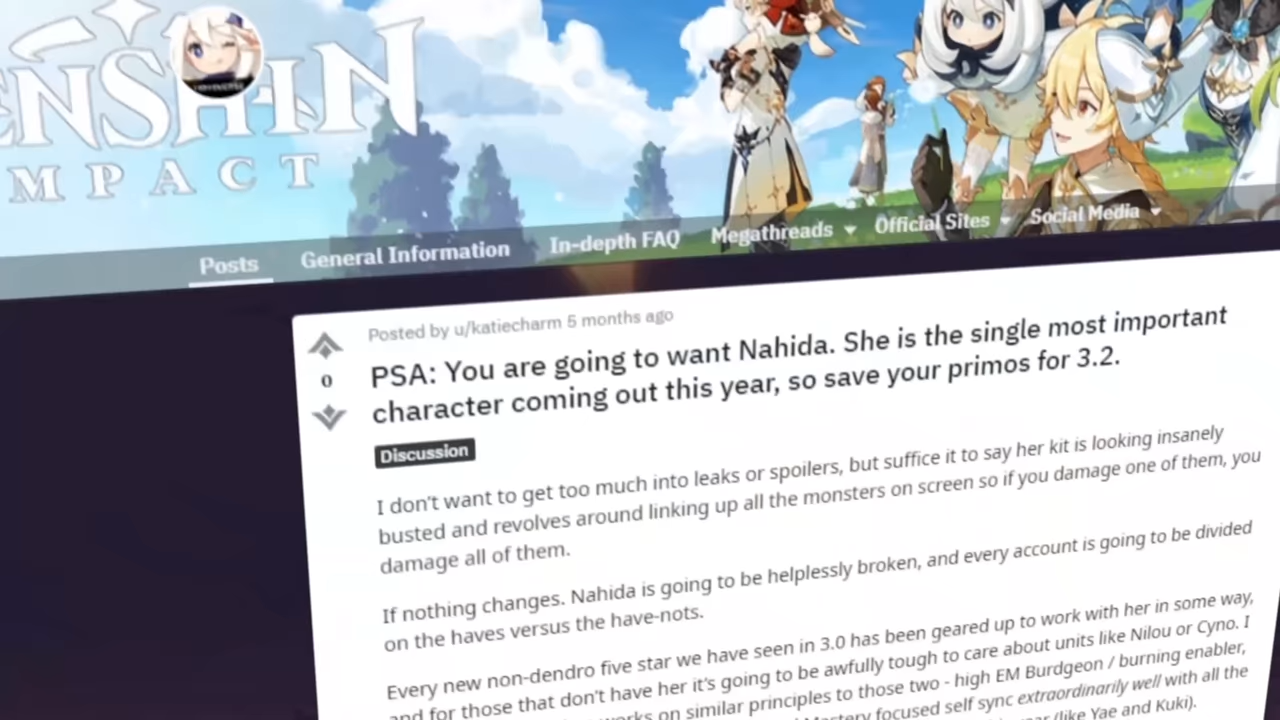 ENSHIN
MPACT
Posts
General Information
In-depth FAQ
Megathreads
Official Sites
Social Media
Posted by u/katiecharm 5 months ago
0
PSA: You are going to want Nahida. She is the single most important
character coming out this year, so save your primos for 3.2.
Discussion
I don't want to get too much into leaks or spoilers, but suffice it to say her kit is looking insanely
busted and revolves around linking up all the monsters on screen so if you damage one of them, you
damage all of them.
If nothing changes. Nahida is going to be helplessly broken, and every account is going to be divided
on the haves versus the have-nots.
Every new non-dendro five star we have seen in 3.0 has been geared up to work with her in some way,
and for those that don't have her it's going to be awfully tough to care about units like Nilou or Cyno. I
works on similar principles to those two - high EM Burdgeon / burning enabler,
Mastery focused self sync extraordinarily well with all the
(like Yae and Kuki).